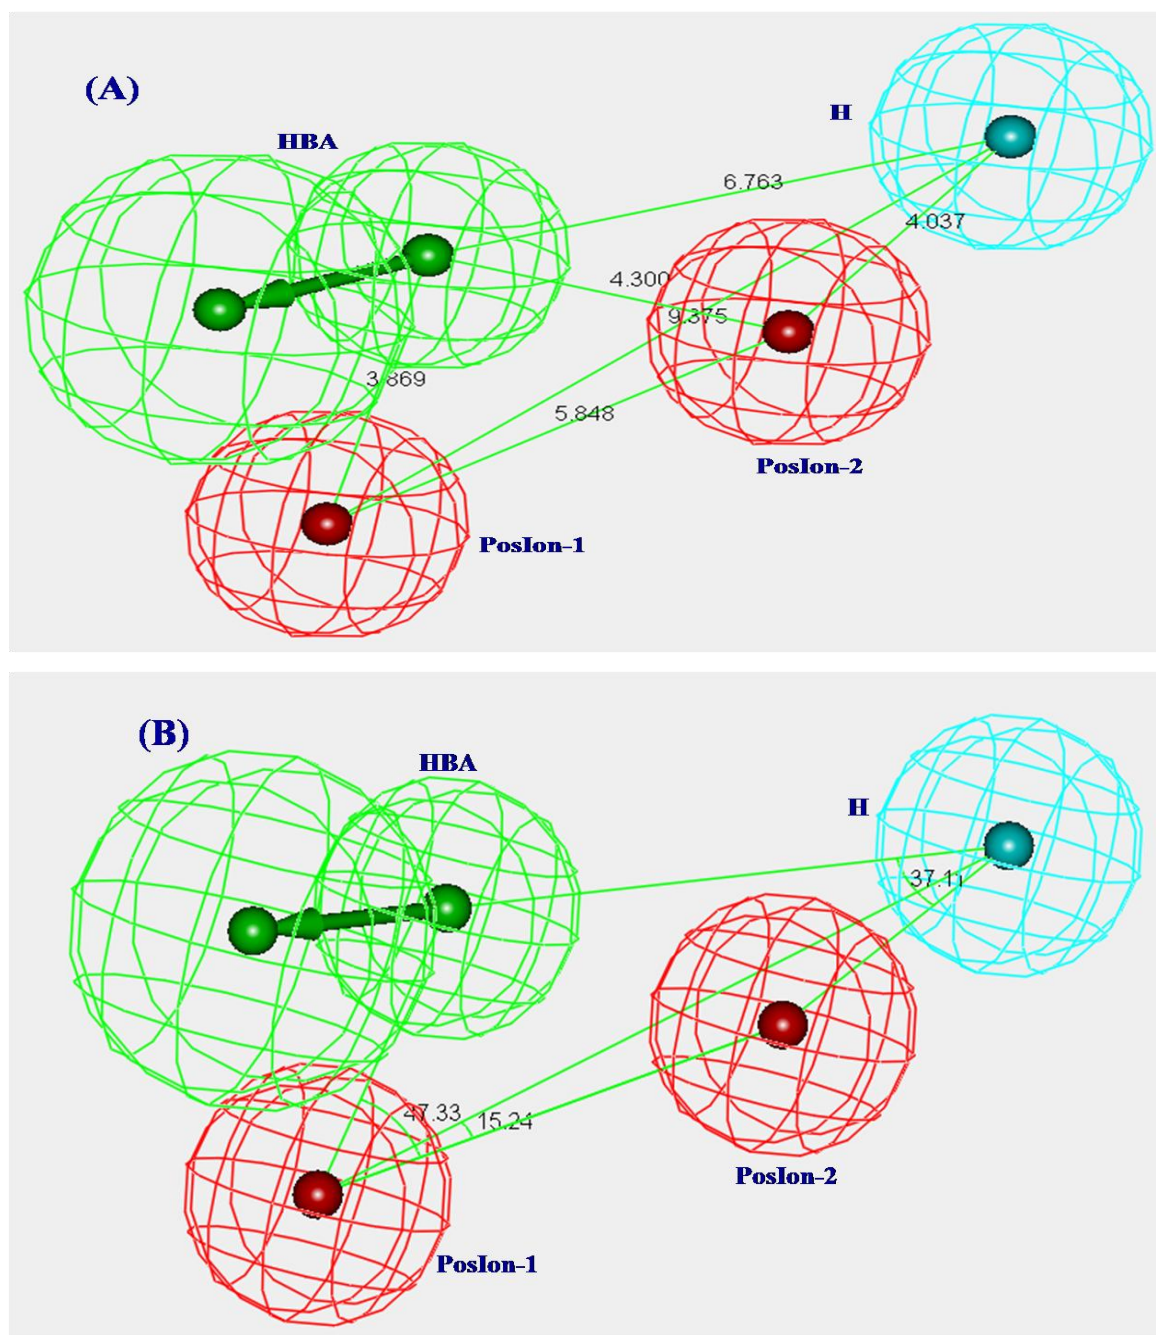 (A)
H
HBA
6.763
4.037
4.300
9.375
3.869
5.848
PosIon-2
PosIon-1
(B)
HBA
H
37.11
47.33
15.24
PosIon-2
PosIon-1